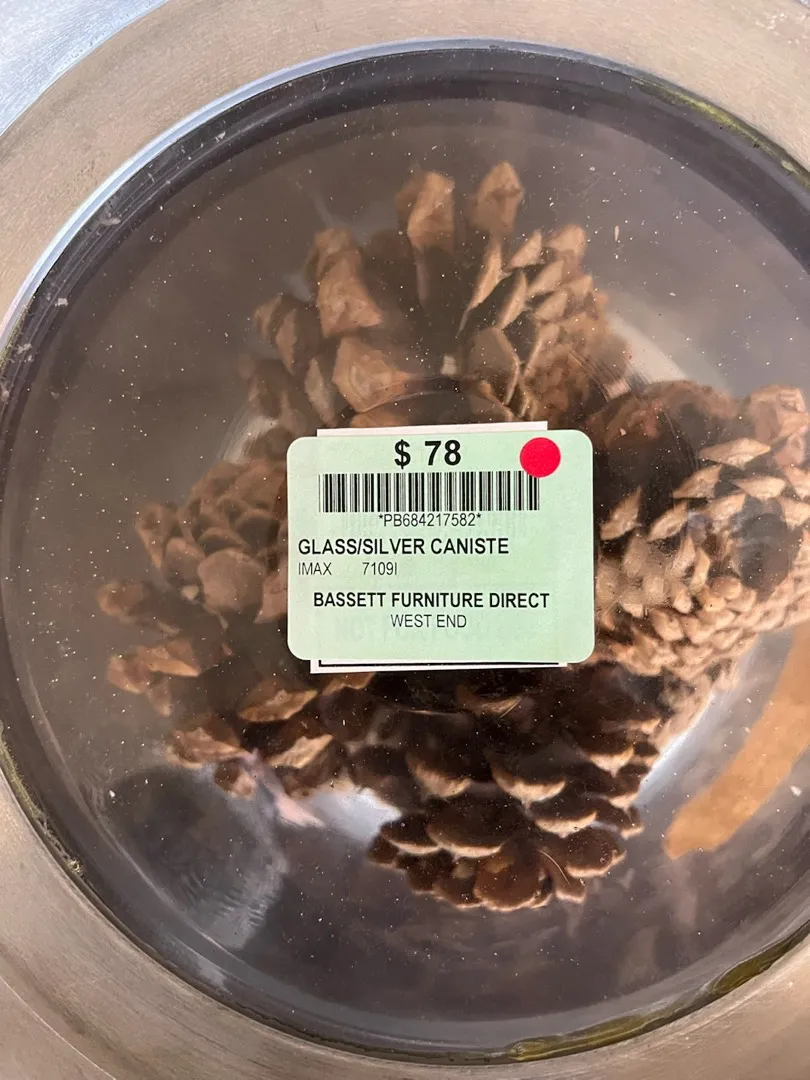 $ 78
*PB684217582*
GLASS/SILVER CANISTE
IMAX 7109I
BASSETT FURNITURE DIRECT
WEST END